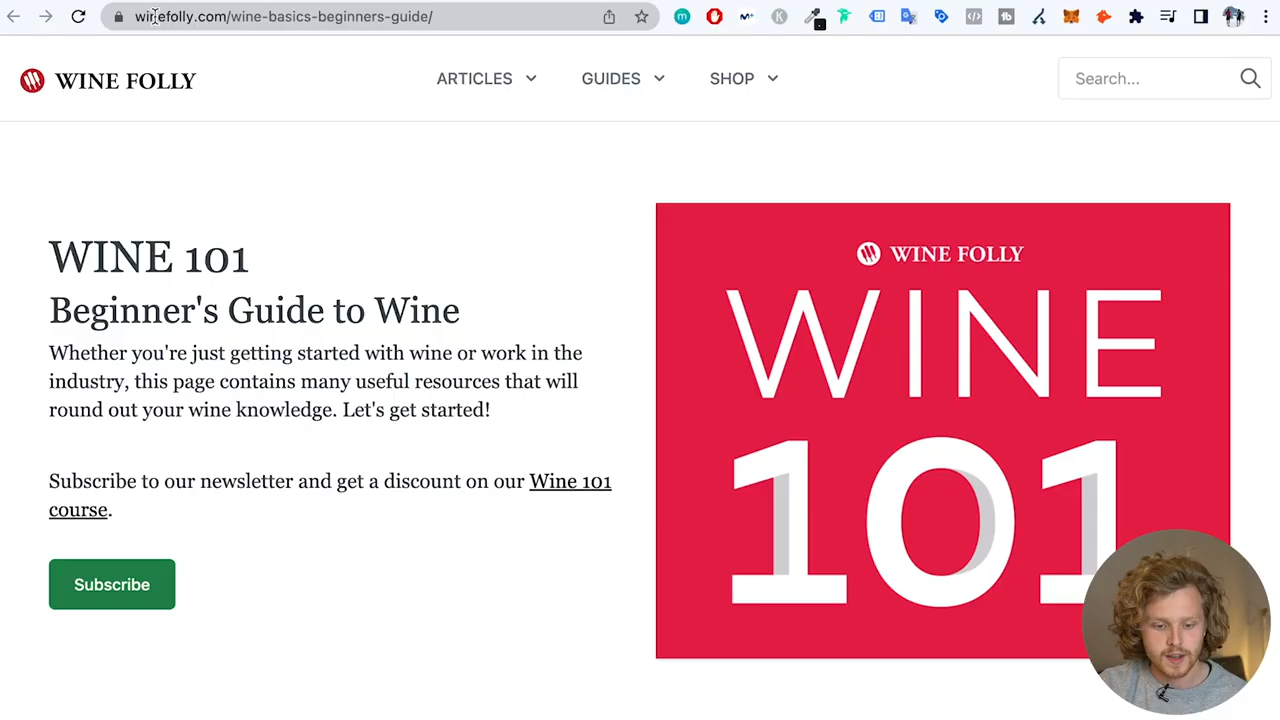 winefolly.com/wine-basics-beginners-guide/
WINE FOLLY
ARTICLES
GUIDES
SHOP
Search...
WINE 101
Beginner's Guide to Wine
Whether you're just getting started with wine or work in the
industry, this page contains many useful resources that will
round out your wine knowledge. Let's get started!
Subscribe to our newsletter and get a discount on our Wine 101
course.
Subscribe
WINE FOLLY
WINE
101